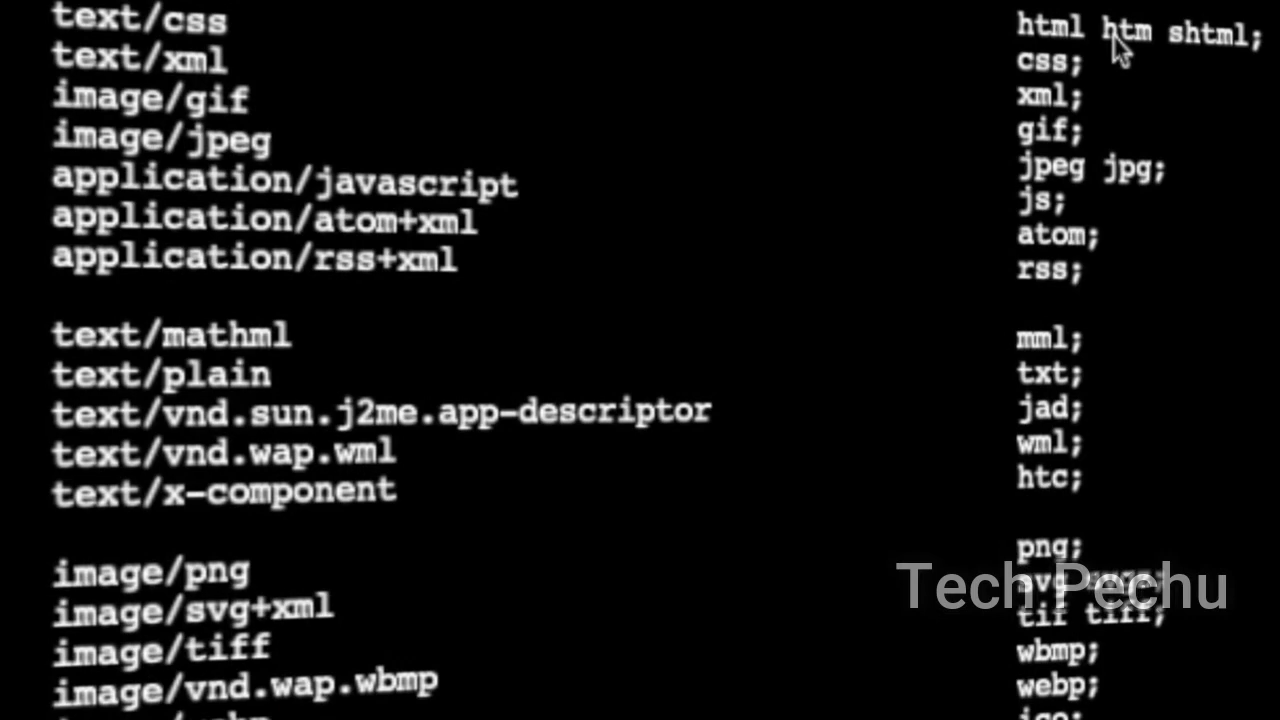 text/css
text/xml
image/gif
image/jpeg
application/javascript
application/atom+xml
application/rss+xml
text/mathml
text/plain
text/vnd.sun.j2me.app-descriptor
text/vnd.wap.wml
text/x-component
image/png
image/svg+xml
image/tiff
image/vnd.wap.wbmp
html htm shtml;
css;
xml;
gif;
jpeg jpg;
js;
atom;
rss;
mml;
txt;
jad;
wml;
htc;
png;
svg
tif tiff;
wbmp;
webp;
Tech Pechu